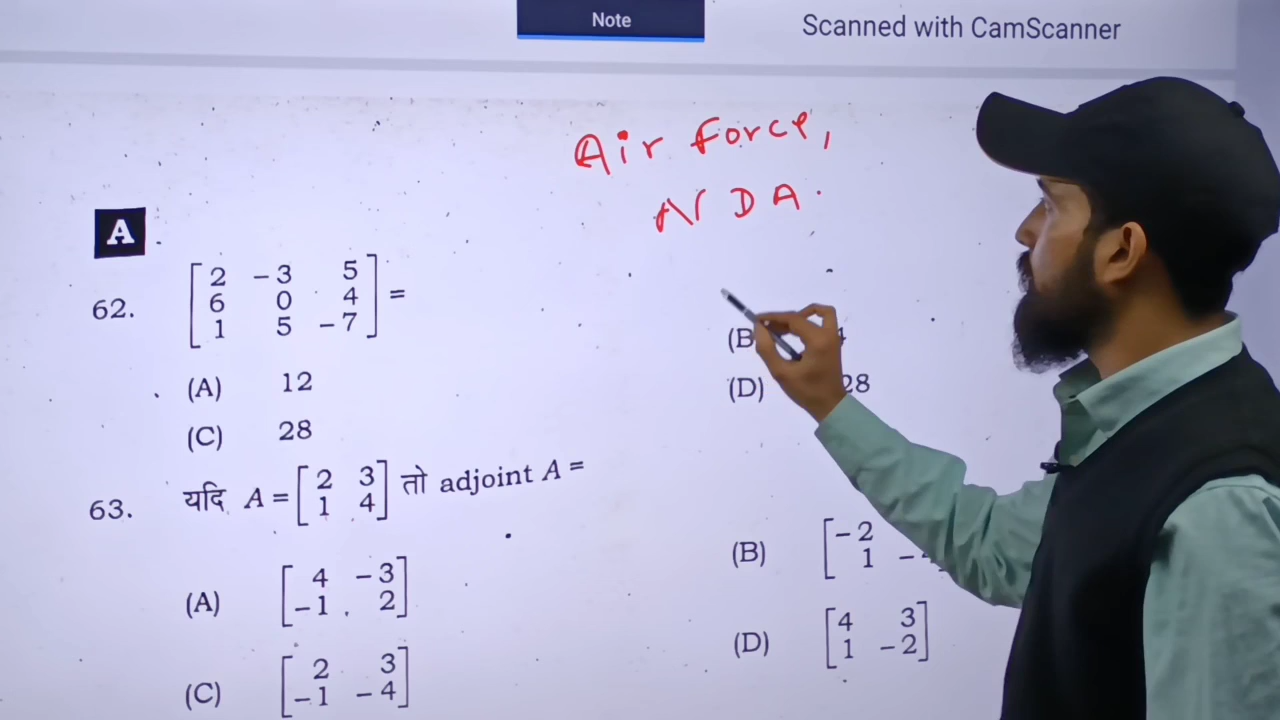 Note
Scanned with CamScanner
Air Force,
NDA.
A
62. [ 2 -3 5 ] =
6 0 4
1 5 -7
(A) 12
(B)
(C) 28
(D) 28
63. यदि A = [ 2 3 ] तो adjoint A =
1 4
(A) [ 4 -3 ]
-1 2
(B) [ -2
1 -
(C) [ 2 3 ]
-1 -4
(D) [ 4 3 ]
1 -2